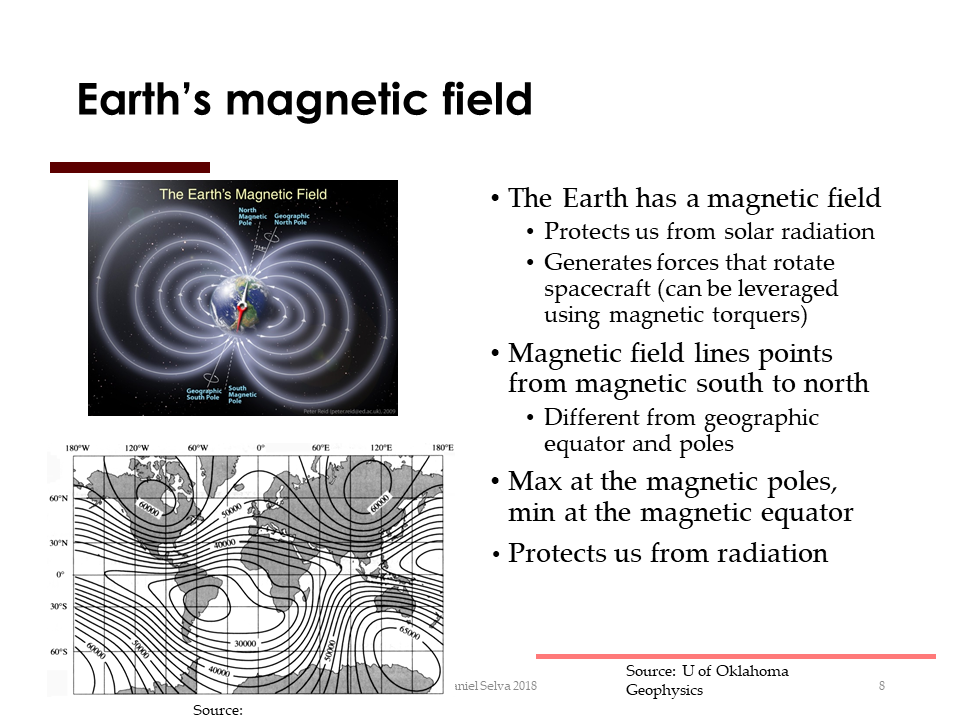 Earth’s magnetic field
The Earth's Magnetic Field
North
Magnetic
Pole
Geographic
North Pole
Geographic
South Pole
South
Magnetic
Pole
Peter Reid (peter.reid@ed.ac.uk), 2009
180°W 120°W 60°W 0° 60°E 120°E 180°E
60°N
30°N
0°
30°S
60°S
60000
50000
40000
60000
30000
40000
50000
60000
50000
65000
Source:
• The Earth has a magnetic field
• Protects us from solar radiation
• Generates forces that rotate
spacecraft (can be leveraged
using magnetic torquers)
• Magnetic field lines points
from magnetic south to north
• Different from geographic
equator and poles
• Max at the magnetic poles,
min at the magnetic equator
• Protects us from radiation
aniel Selva 2018
Source: U of Oklahoma
Geophysics
8